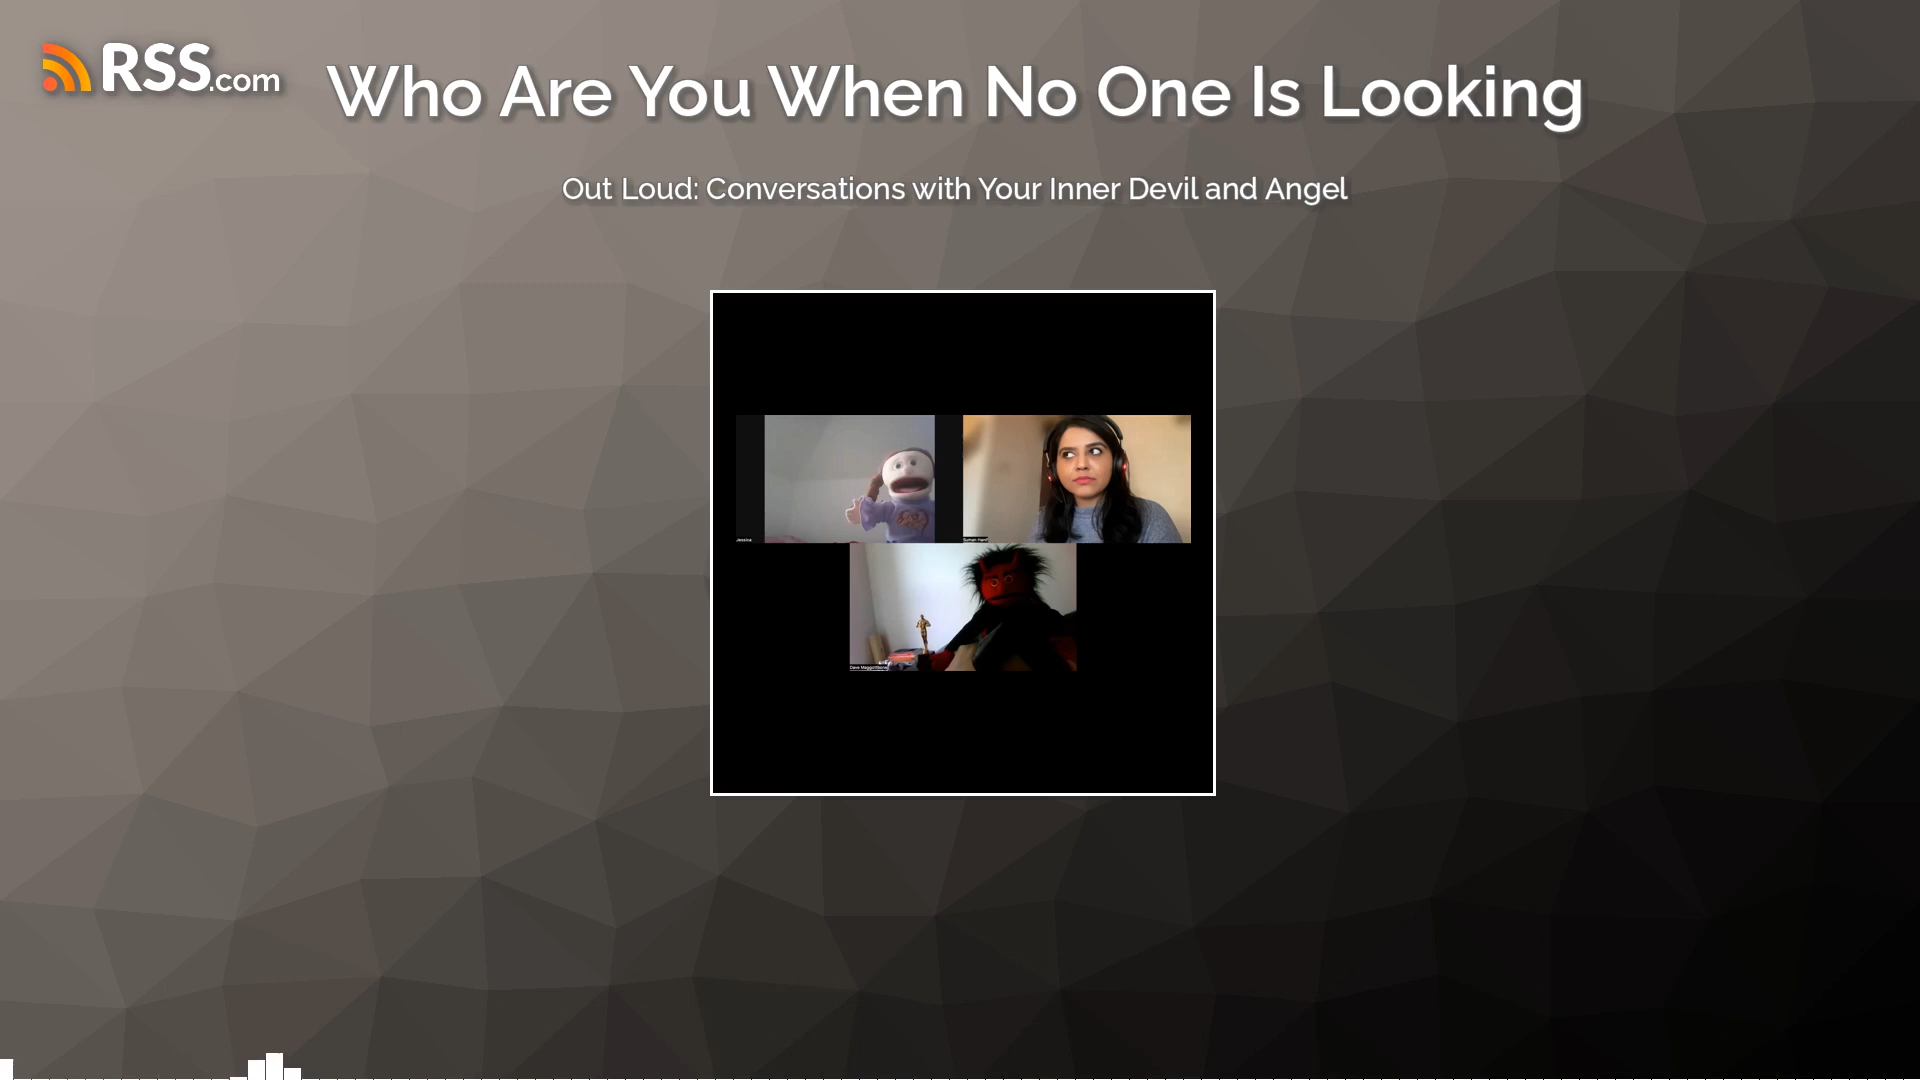 RSS.com
Who Are You When No One Is Looking
Out Loud: Conversations with Your Inner Devil and Angel
Jessica